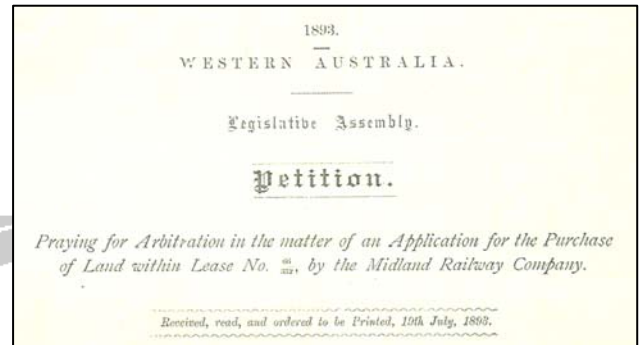 1893.
WESTERN AUSTRALIA.
Legislative Assembly.
Petition.
Praying for Arbitration in the matter of an Application for the Purchase
of Land within Lease No. , by the Midland Railway Company.
Received, read, and ordered to be Printed, 19th July, 1893.